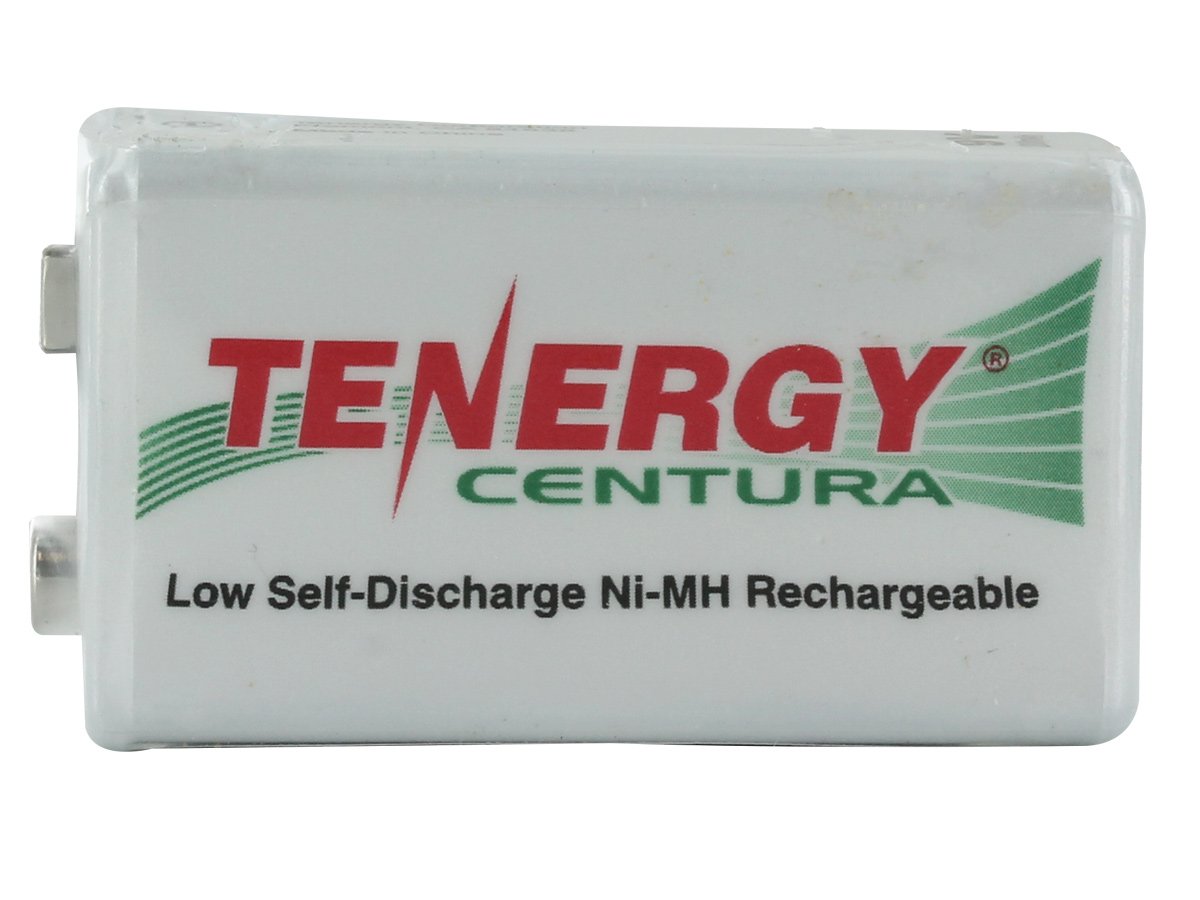 TENERGY®
CENTURA
Low Self-Discharge Ni-MH Rechargeable